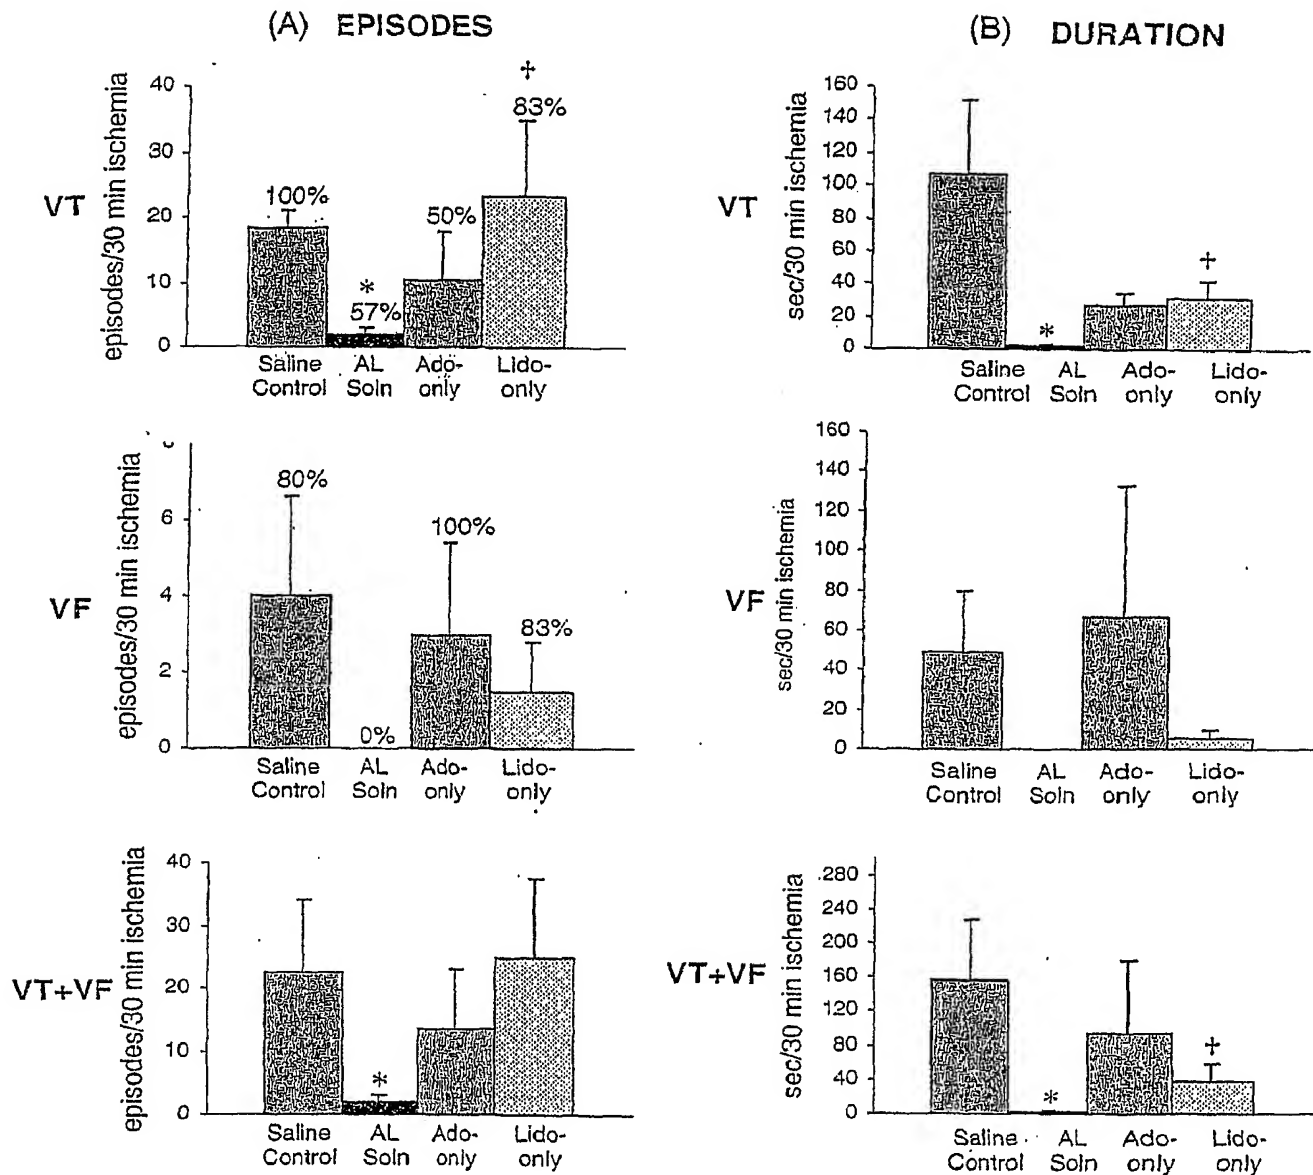 (A) EPISODES
(B) DURATION
VT
episodes/30 min ischemia
40
30
20
10
0
100%
*
57%
50%
†
83%
Saline Control
AL Soln
Ado-only
Lido-only
VT
sec/30 min ischemia
160
140
120
100
80
60
40
20
0
*
†
Saline Control
AL Soln
Ado-only
Lido-only
VF
episodes/30 min ischemia
6
4
2
0
80%
0%
100%
83%
Saline Control
AL Soln
Ado-only
Lido-only
VF
sec/30 min ischemia
160
140
120
100
80
60
40
20
0
Saline Control
AL Soln
Ado-only
Lido-only
VT+VF
episodes/30 min ischemia
40
30
20
10
0
*
Saline Control
AL Soln
Ado-only
Lido-only
VT+VF
sec/30 min ischemia
280
240
200
160
120
80
40
0
*
†
Saline Control
AL Soln
Ado-only
Lido-only